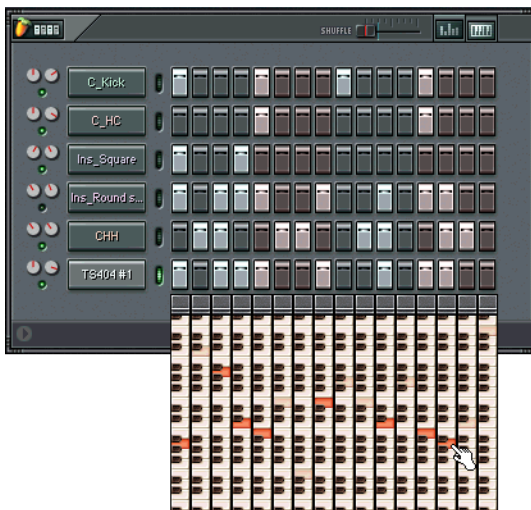 SHUFFLE
C_Kick
C_HC
Ins_Square
Ins_Round s...
CHH
TS404 #1